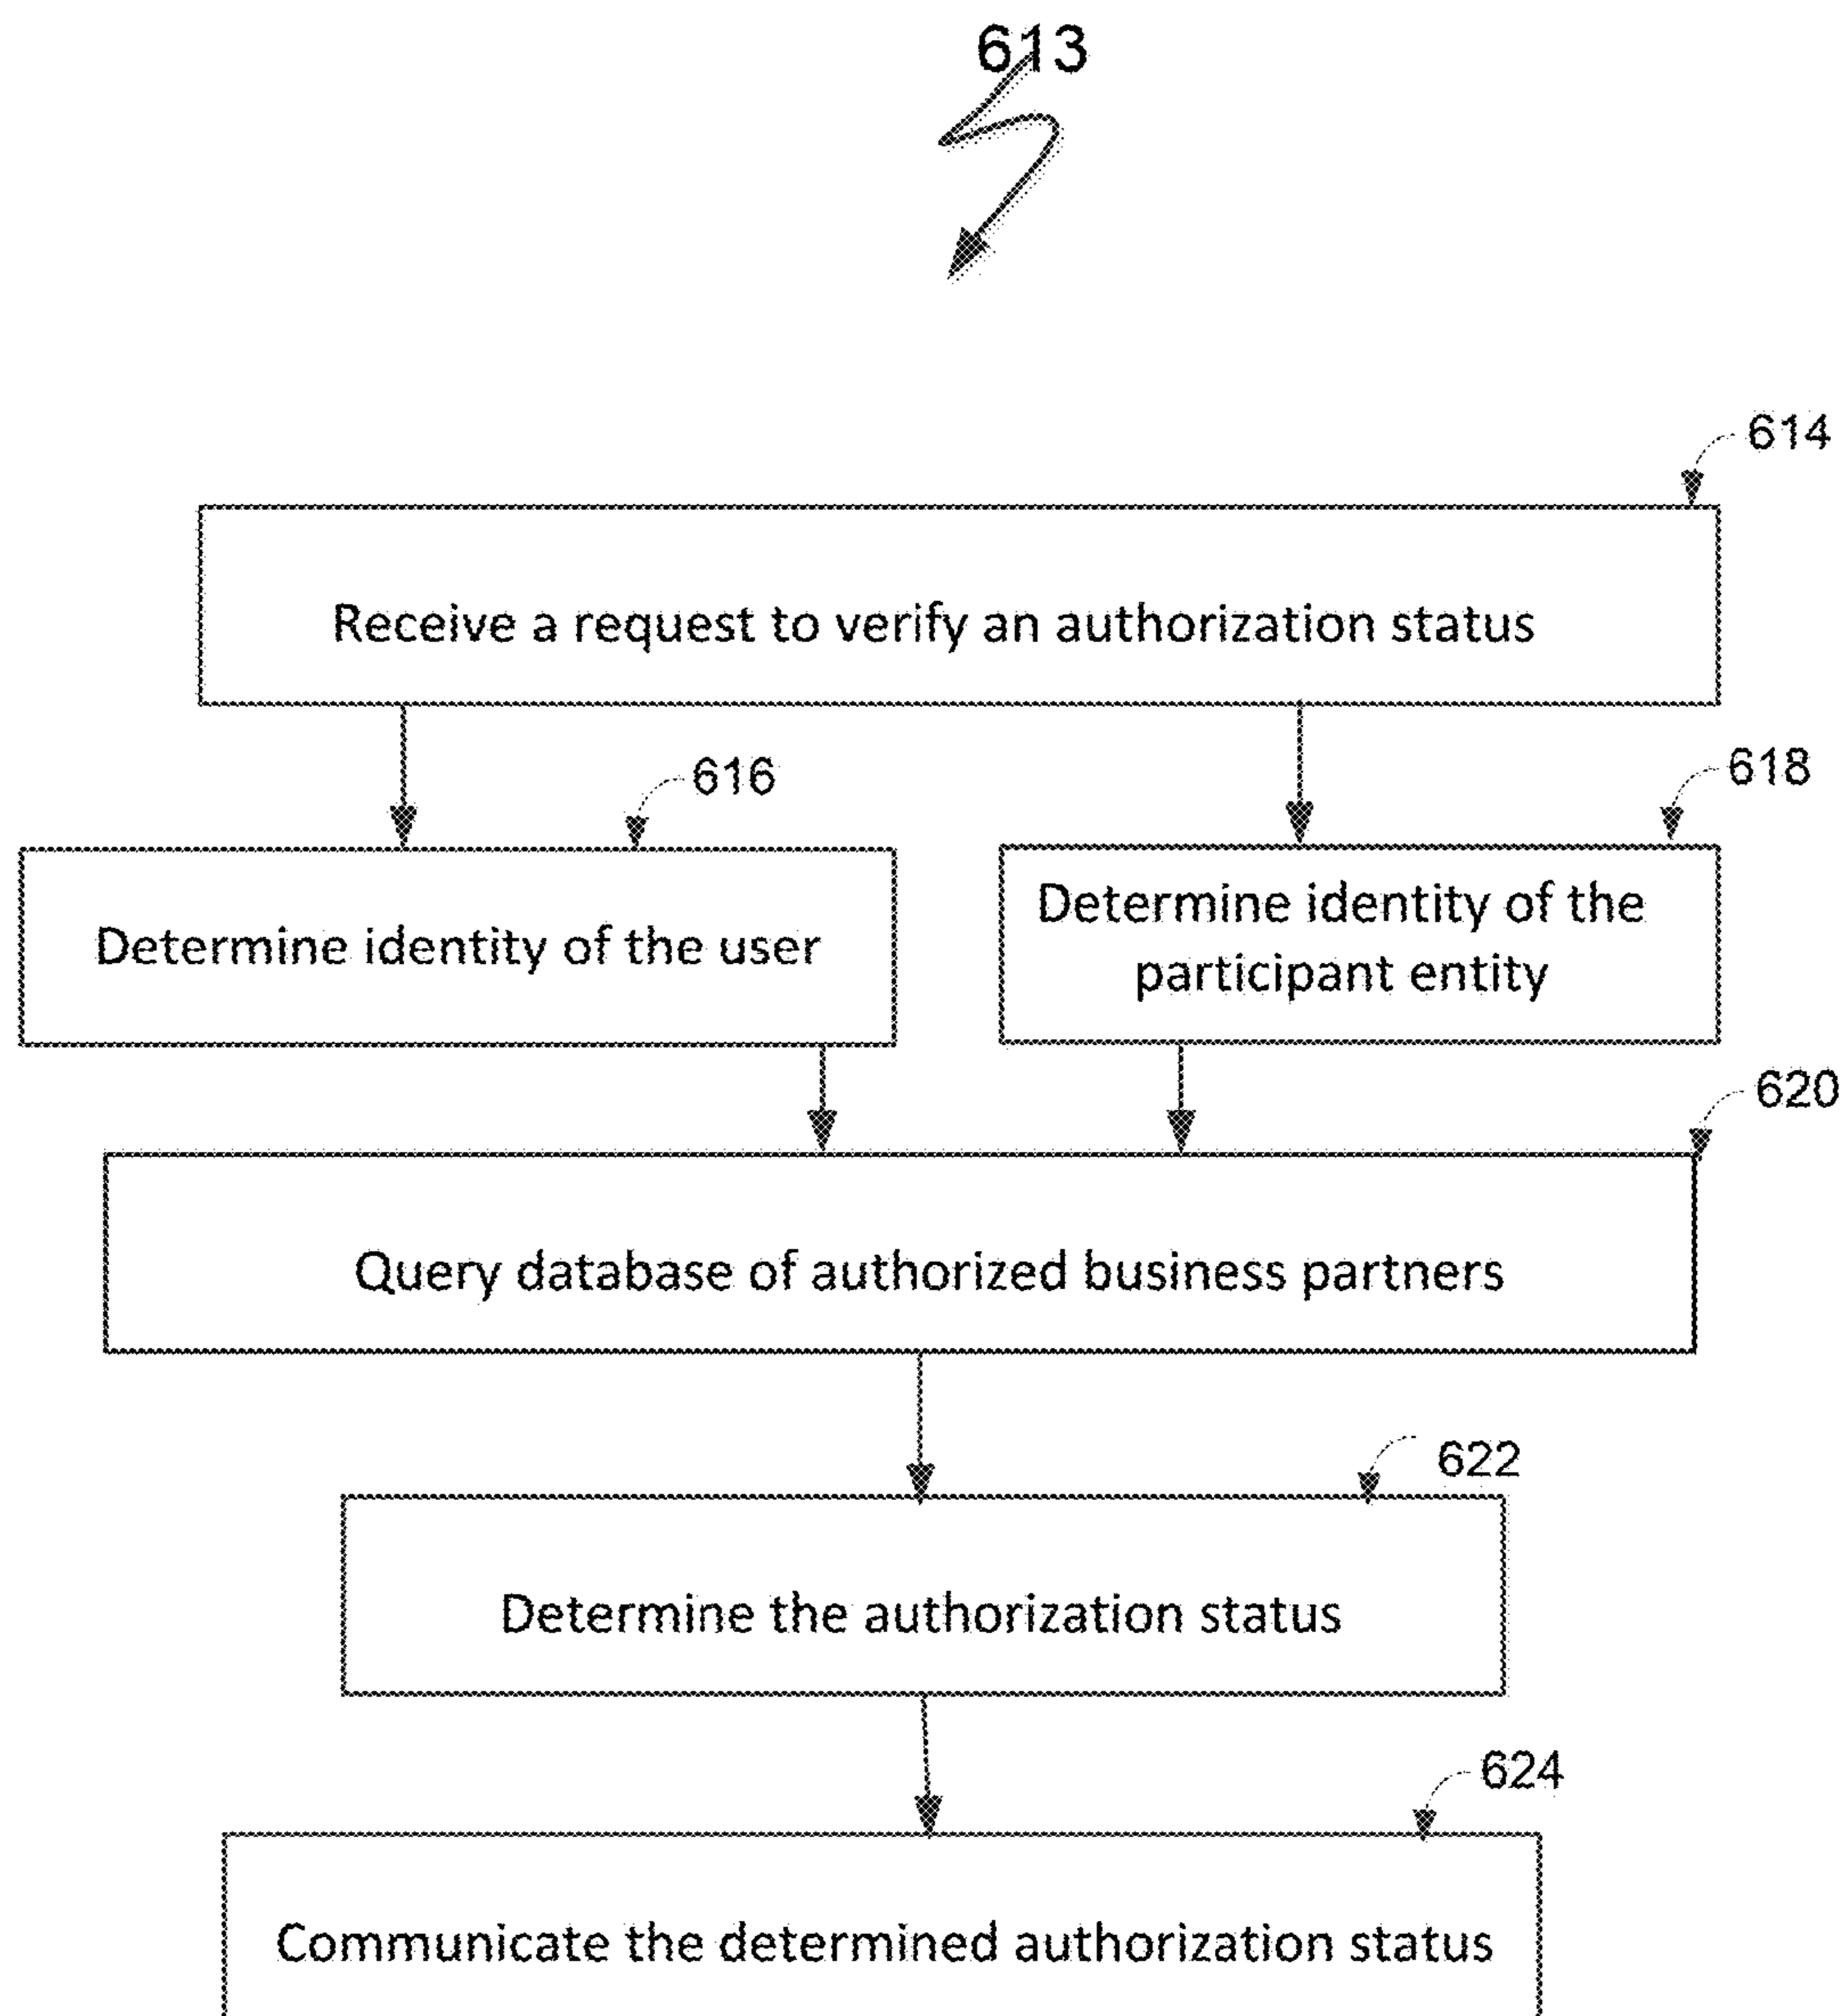 613
614
Receive a request to verify an authorization status
616
618
Determine identity of the user
Determine identity of the
participant entity
620
Query database of authorized business partners
622
Determine the authorization status
624
Communicate the determined authorization status